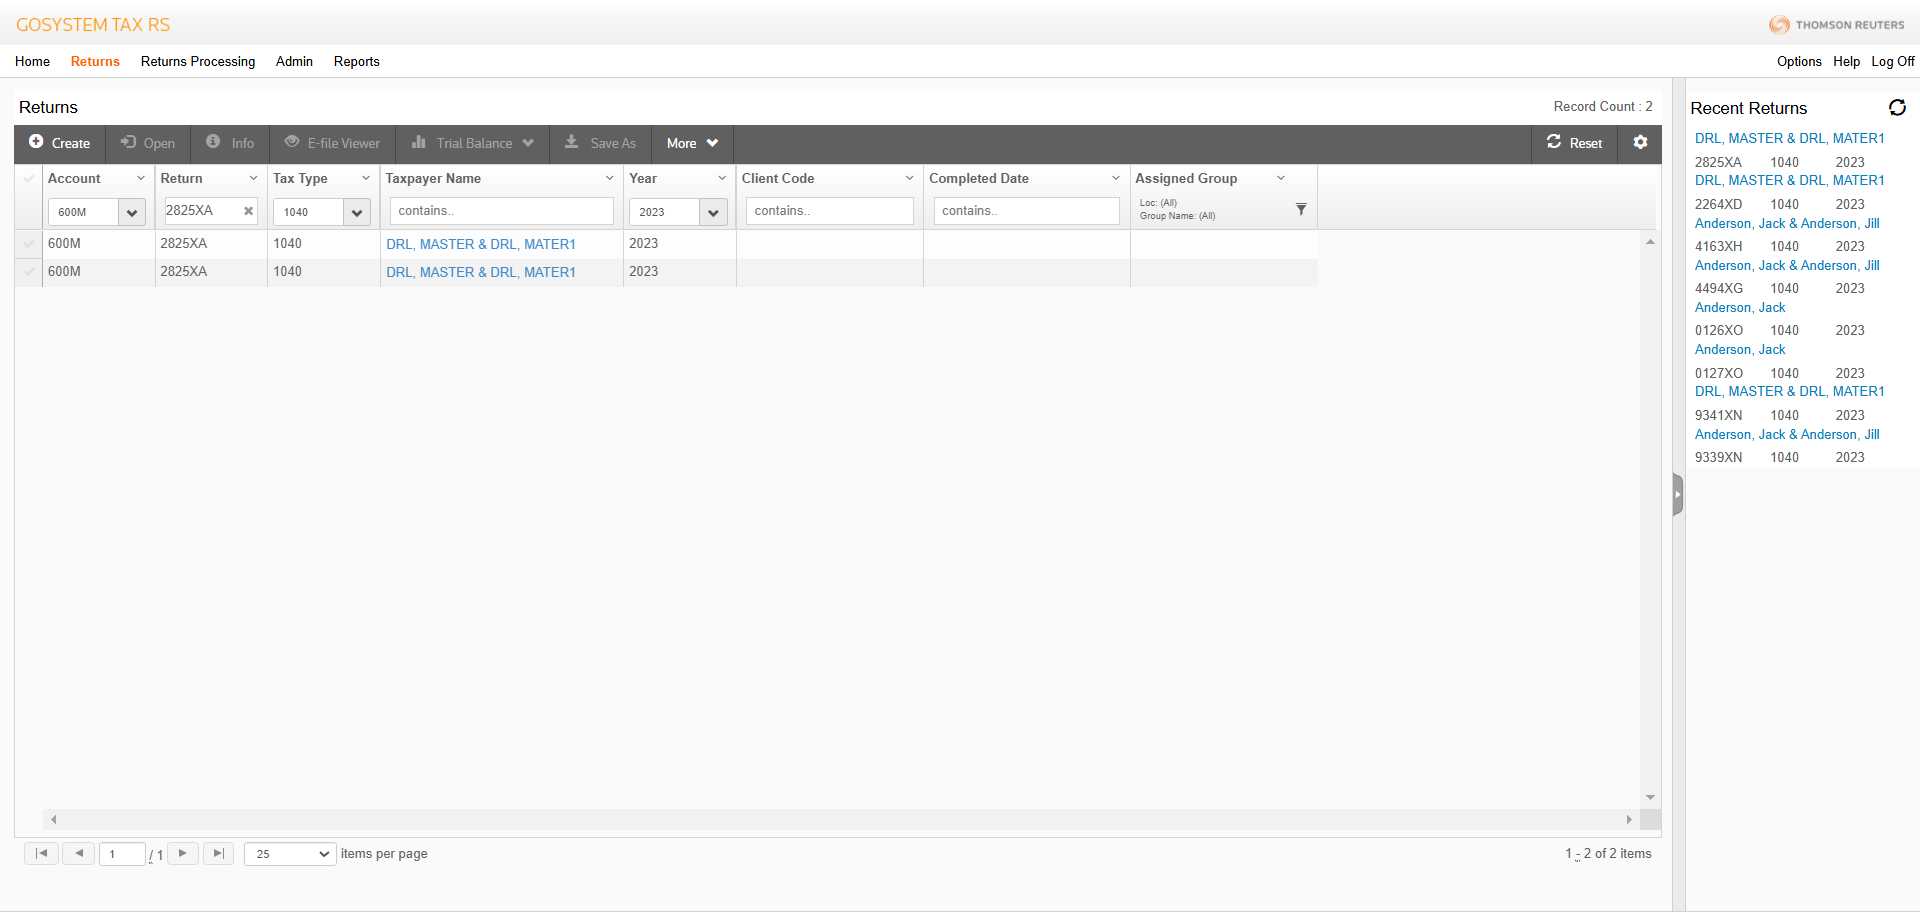 GOSYSTEM TAX RS
THOMSON REUTERS
Home Returns Returns Processing Admin Reports
Options Help Log Off
Returns
Record Count : 2
Create Open Info E-file Viewer Trial Balance Save As More Reset
Account Return Tax Type Taxpayer Name Year Client Code Completed Date Assigned Group
600M 2825XA 1040 contains.. 2023 contains.. contains.. Loc: (All)
Group Name: (All)
600M 2825XA 1040 DRL, MASTER & DRL, MATER1 2023
600M 2825XA 1040 DRL, MASTER & DRL, MATER1 2023
1 / 1 25 items per page
1 - 2 of 2 items
Recent Returns
DRL, MASTER & DRL, MATER1
2825XA 1040 2023
DRL, MASTER & DRL, MATER1
2264XD 1040 2023
Anderson, Jack & Anderson, Jill
4163XH 1040 2023
Anderson, Jack & Anderson, Jill
4494XG 1040 2023
Anderson, Jack
0126XO 1040 2023
Anderson, Jack
0127XO 1040 2023
DRL, MASTER & DRL, MATER1
9341XN 1040 2023
Anderson, Jack & Anderson, Jill
9339XN 1040 2023